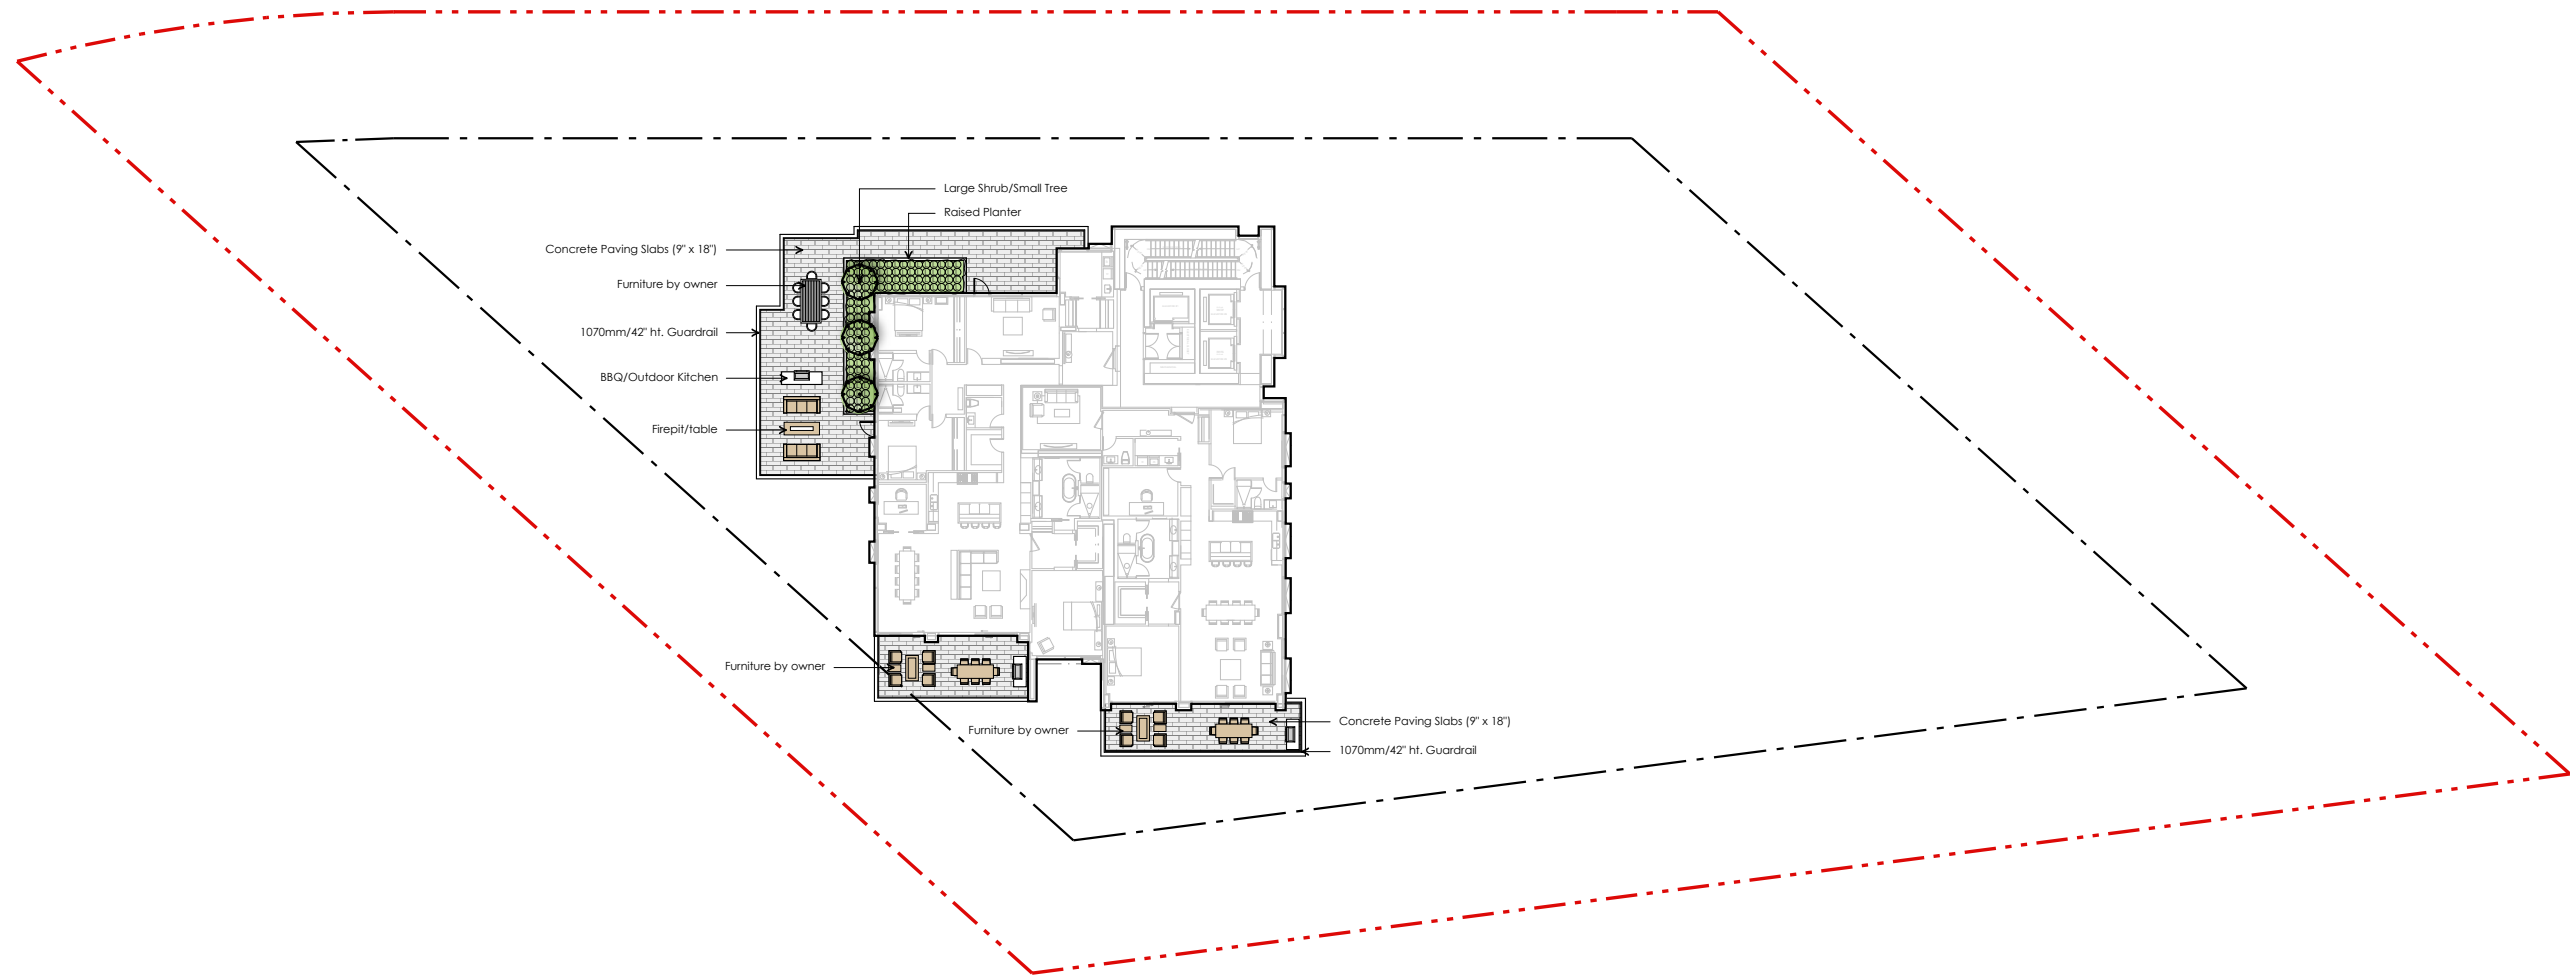 Large Shrub/Small Tree
Raised Planter
Concrete Paving Slabs (9" x 18")
Furniture by owner
1070mm/42" ht. Guardrail
BBQ/Outdoor Kitchen
Firepit/table
Furniture by owner
Furniture by owner
Concrete Paving Slabs (9" x 18")
1070mm/42" ht. Guardrail